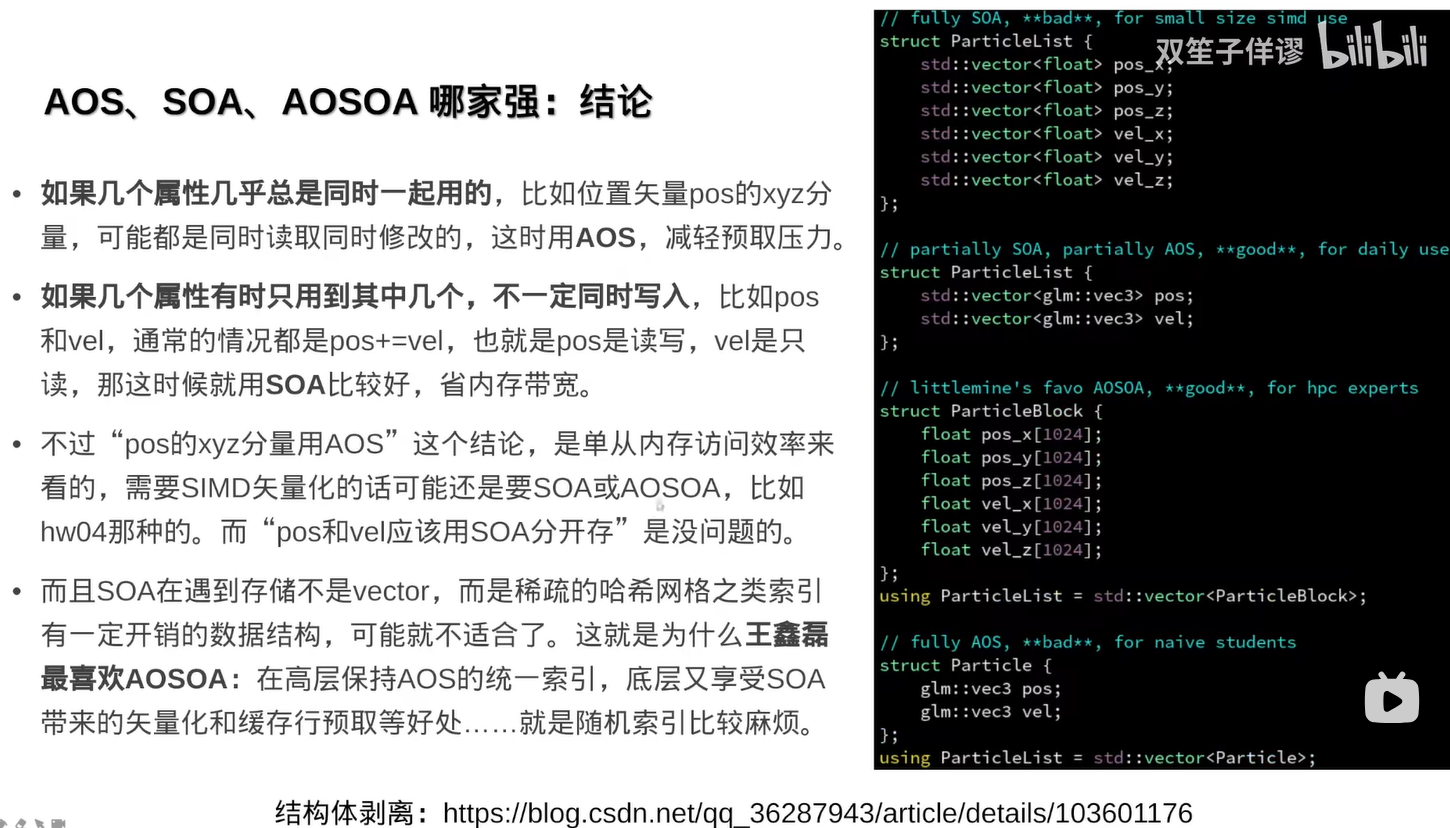 AOS、SOA、AOSOA 哪家强：结论
• 如果几个属性几乎总是同时一起用的，比如位置矢量pos的xyz分
量，可能都是同时读取同时修改的，这时用AOS，减轻预取压力。
• 如果几个属性有时只用到其中几个，不一定同时写入，比如pos
和vel，通常的情况都是pos+=vel，也就是pos是读写，vel是只
读，那这时候就用SOA比较好，省内存带宽。
• 不过“pos的xyz分量用AOS”这个结论，是单从内存访问效率来
看的，需要SIMD矢量化的话可能还是要SOA或AOSOA，比如
hw04那种的。而“pos和vel应该用SOA分开存”是没问题的。
• 而且SOA在遇到存储不是vector，而是稀疏的哈希网格之类索引
有一定开销的数据结构，可能就不适合了。这就是为什么王鑫磊
最喜欢AOSOA：在高层保持AOS的统一索引，底层又享受SOA
带来的矢量化和缓存行预取等好处……就是随机索引比较麻烦。
// fully SOA, **bad**, for small size simd use
struct ParticleList {
std::vector<float> pos_x;
std::vector<float> pos_y;
std::vector<float> pos_z;
std::vector<float> vel_x;
std::vector<float> vel_y;
std::vector<float> vel_z;
};
// partially SOA, partially AOS, **good**, for daily use
struct ParticleList {
std::vector<glm::vec3> pos;
std::vector<glm::vec3> vel;
};
// littlemine's favo AOSOA, **good**, for hpc experts
struct ParticleBlock {
float pos_x[1024];
float pos_y[1024];
float pos_z[1024];
float vel_x[1024];
float vel_y[1024];
float vel_z[1024];
};
using ParticleList = std::vector<ParticleBlock>;
// fully AOS, **bad**, for naive students
struct Particle {
glm::vec3 pos;
glm::vec3 vel;
};
using ParticleList = std::vector<Particle>;
双笙子佯谬 bilibili
结构体剥离：https://blog.csdn.net/qq_36287943/article/details/103601176